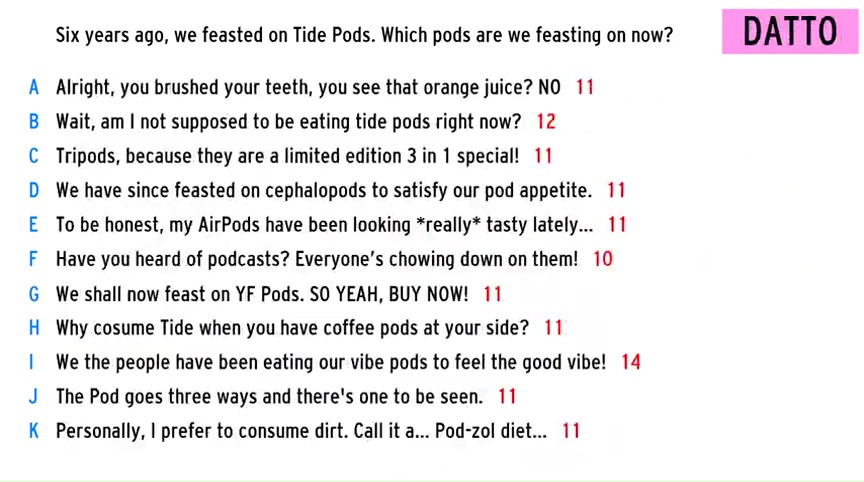 Six years ago, we feasted on Tide Pods. Which pods are we feasting on now?
DATTO
A Alright, you brushed your teeth, you see that orange juice? NO 11
B Wait, am I not supposed to be eating tide pods right now? 12
C Tripods, because they are a limited edition 3 in 1 special! 11
D We have since feasted on cephalopods to satisfy our pod appetite. 11
E To be honest, my AirPods have been looking *really* tasty lately... 11
F Have you heard of podcasts? Everyone's chowing down on them! 10
G We shall now feast on YF Pods. SO YEAH, BUY NOW! 11
H Why cosume Tide when you have coffee pods at your side? 11
I We the people have been eating our vibe pods to feel the good vibe! 14
J The Pod goes three ways and there's one to be seen. 11
K Personally, I prefer to consume dirt. Call it a... Pod-zol diet... 11